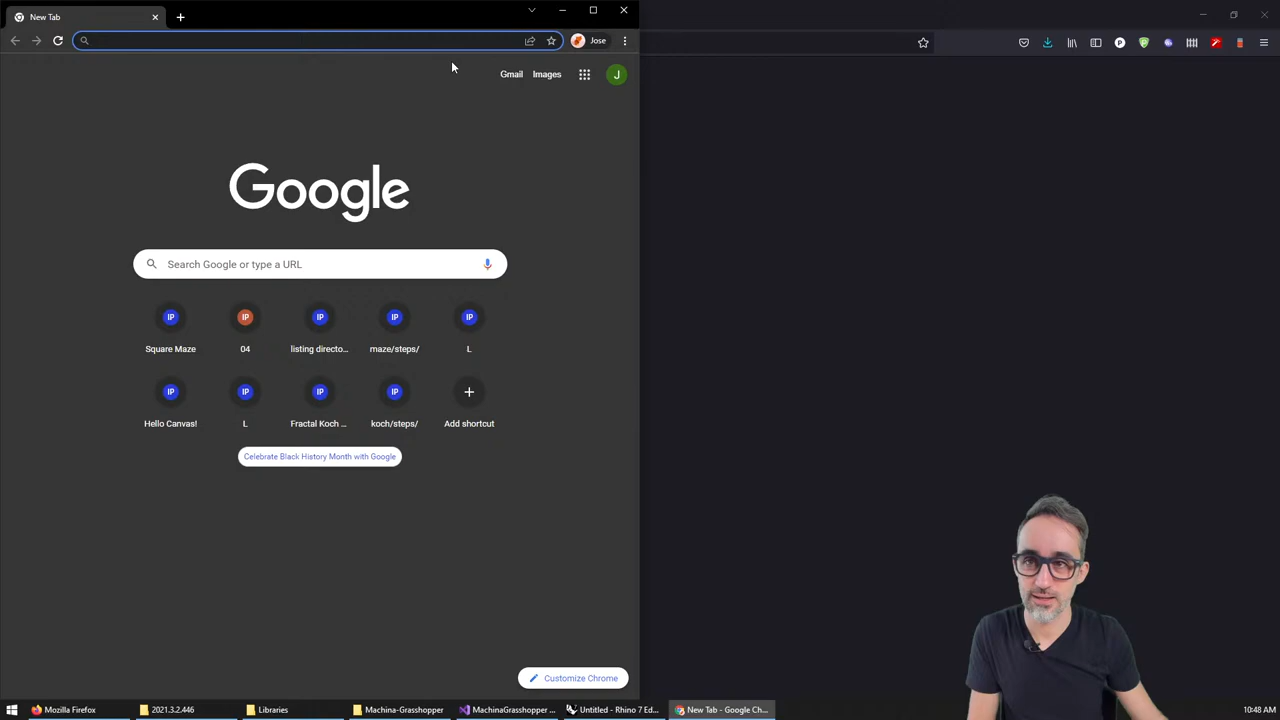 New Tab
Jose
Gmail
Images
J
Google
Search Google or type a URL
IP
IP
IP
IP
IP
Square Maze
04
listing directo...
maze/steps/
L
IP
IP
IP
IP
Hello Canvas!
L
Fractal Koch ...
koch/steps/
Add shortcut
Celebrate Black History Month with Google
Customize Chrome
Mozilla Firefox
2021.3.2.446
Libraries
Machina-Grasshopper
MachinaGrasshopper ...
Untitled - Rhino 7 Ed...
New Tab - Google Ch...
10:48 AM